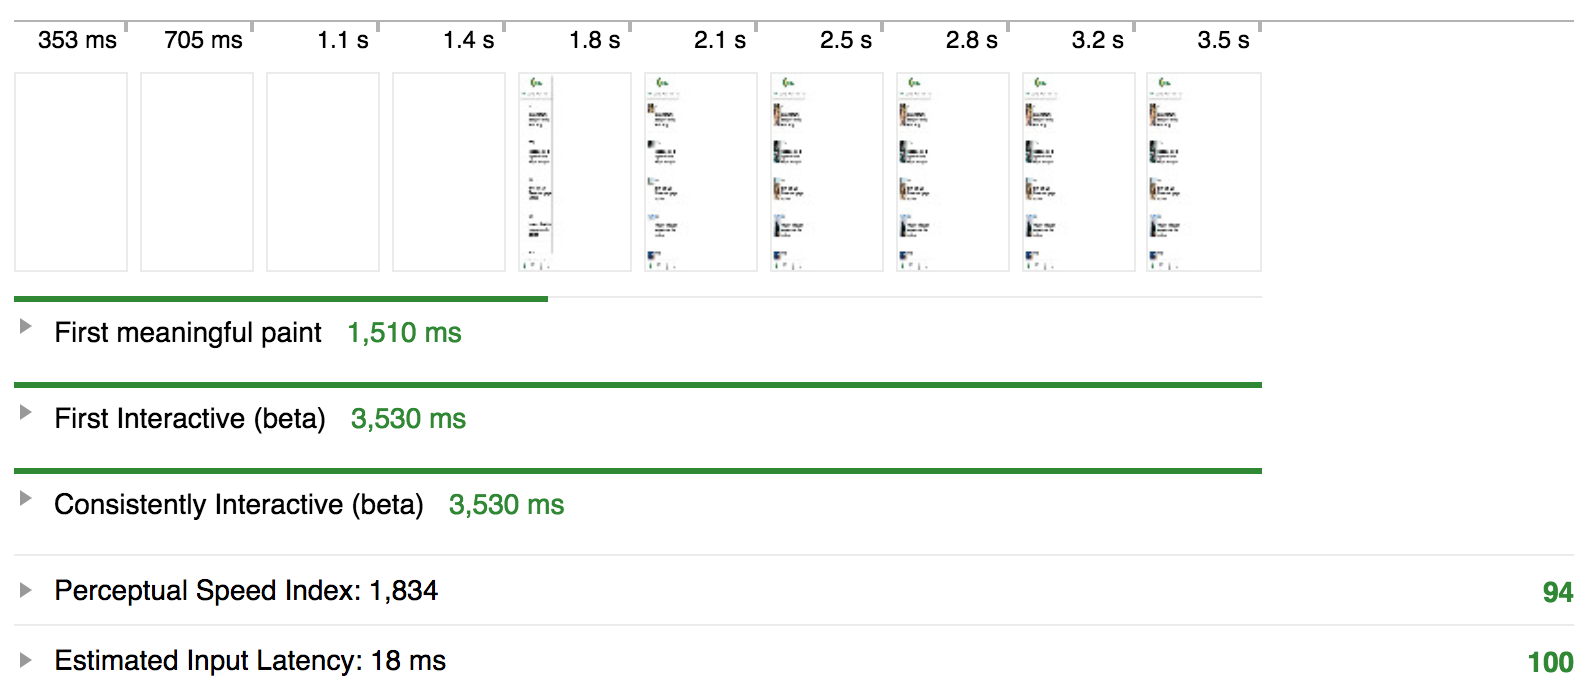 353 ms 705 ms 1.1 s 1.4 s 1.8 s 2.1 s 2.5 s 2.8 s 3.2 s 3.5 s
First meaningful paint 1,510 ms
First Interactive (beta) 3,530 ms
Consistently Interactive (beta) 3,530 ms
Perceptual Speed Index: 1,834 94
Estimated Input Latency: 18 ms 100